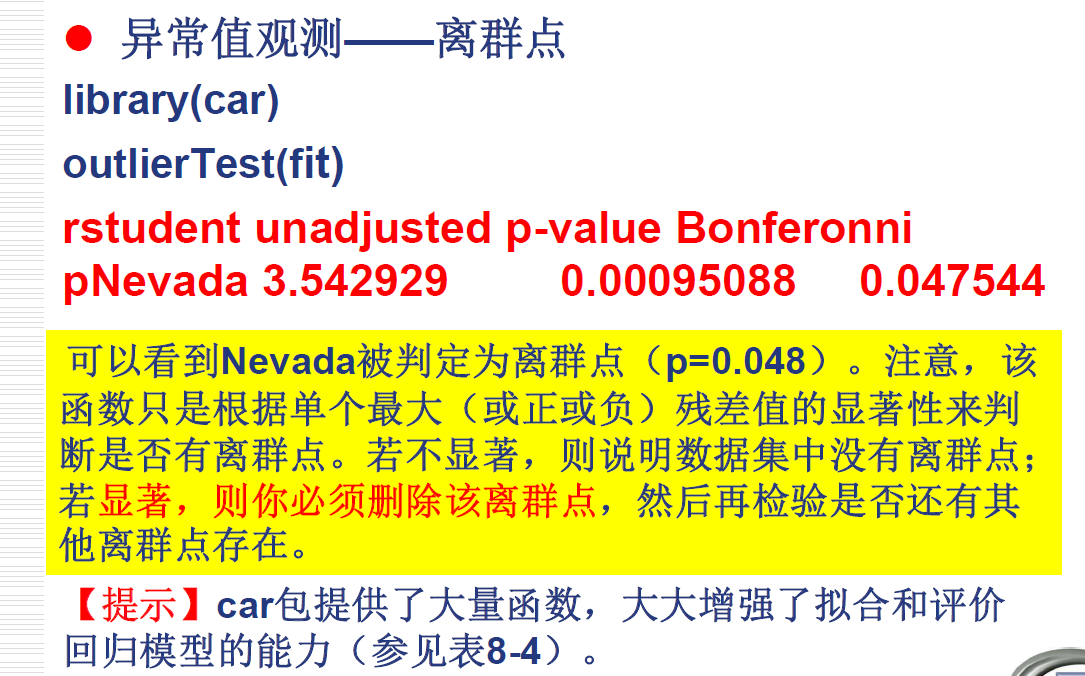 异常值观测——离群点
library(car)
outlierTest(fit)
rstudent unadjusted p-value Bonferonni
pNevada 3.542929 0.00095088 0.047544
可以看到Nevada被判定为离群点（p=0.048）。注意，该
函数只是根据单个最大（或正或负）残差值的显著性来判
断是否有离群点。若不显著，则说明数据集中没有离群点；
若显著，则你必须删除该离群点，然后再检验是否还有其
他离群点存在。
【提示】car包提供了大量函数，大大增强了拟合和评价
回归模型的能力（参见表8-4）。